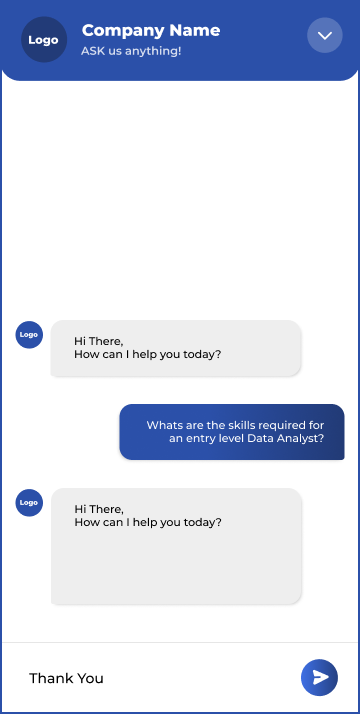 Logo
Company Name
ASK us anything!
Logo
Hi There,
How can I help you today?
Whats are the skills required for
an entry level Data Analyst?
Logo
Hi There,
How can I help you today?
Thank You